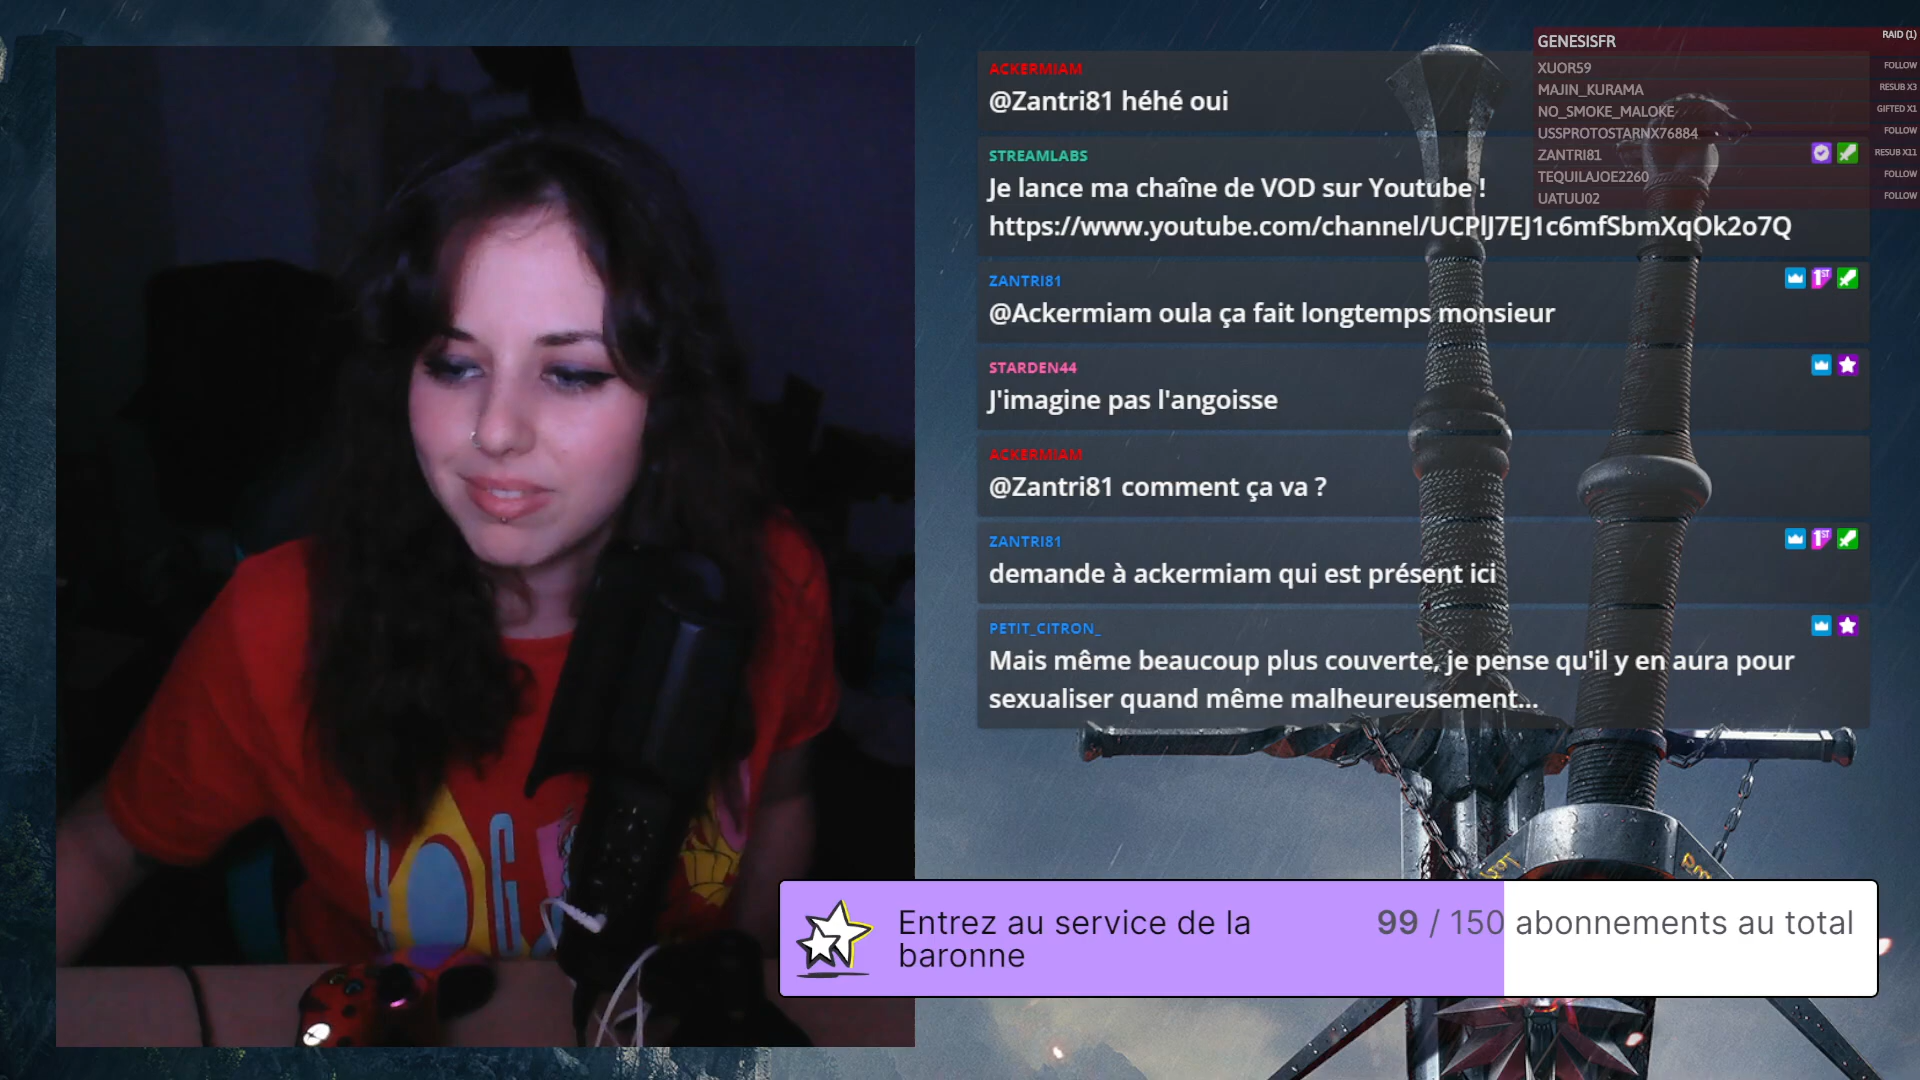 GENESISFR RAID (1)
XUOR59 FOLLOW
MAJIN_KURAMA RESUB X3
NO_SMOKE_MALOKE GIFTED X1
USSPROTOSTARNX76884 FOLLOW
ZANTRI81 RESUB X11
TEQUILAJOE2260 FOLLOW
UATUU02 FOLLOW
ACKERMIAM
@Zantri81 héhé oui
STREAMLABS
Je lance ma chaîne de VOD sur Youtube !
https://www.youtube.com/channel/UCPlJ7EJ1c6mfSbmXqOk2o7Q
ZANTRI81
1ST
@Ackermiam oula ça fait longtemps monsieur
STARDEN44
J'imagine pas l'angoisse
ACKERMIAM
@Zantri81 comment ça va ?
ZANTRI81
1ST
demande à ackermiam qui est présent ici
PETIT_CITRON_
Mais même beaucoup plus couverte, je pense qu'il y en aura pour
sexualiser quand même malheureusement...
HOG
Entrez au service de la
baronne
99 / 150 abonnements au total